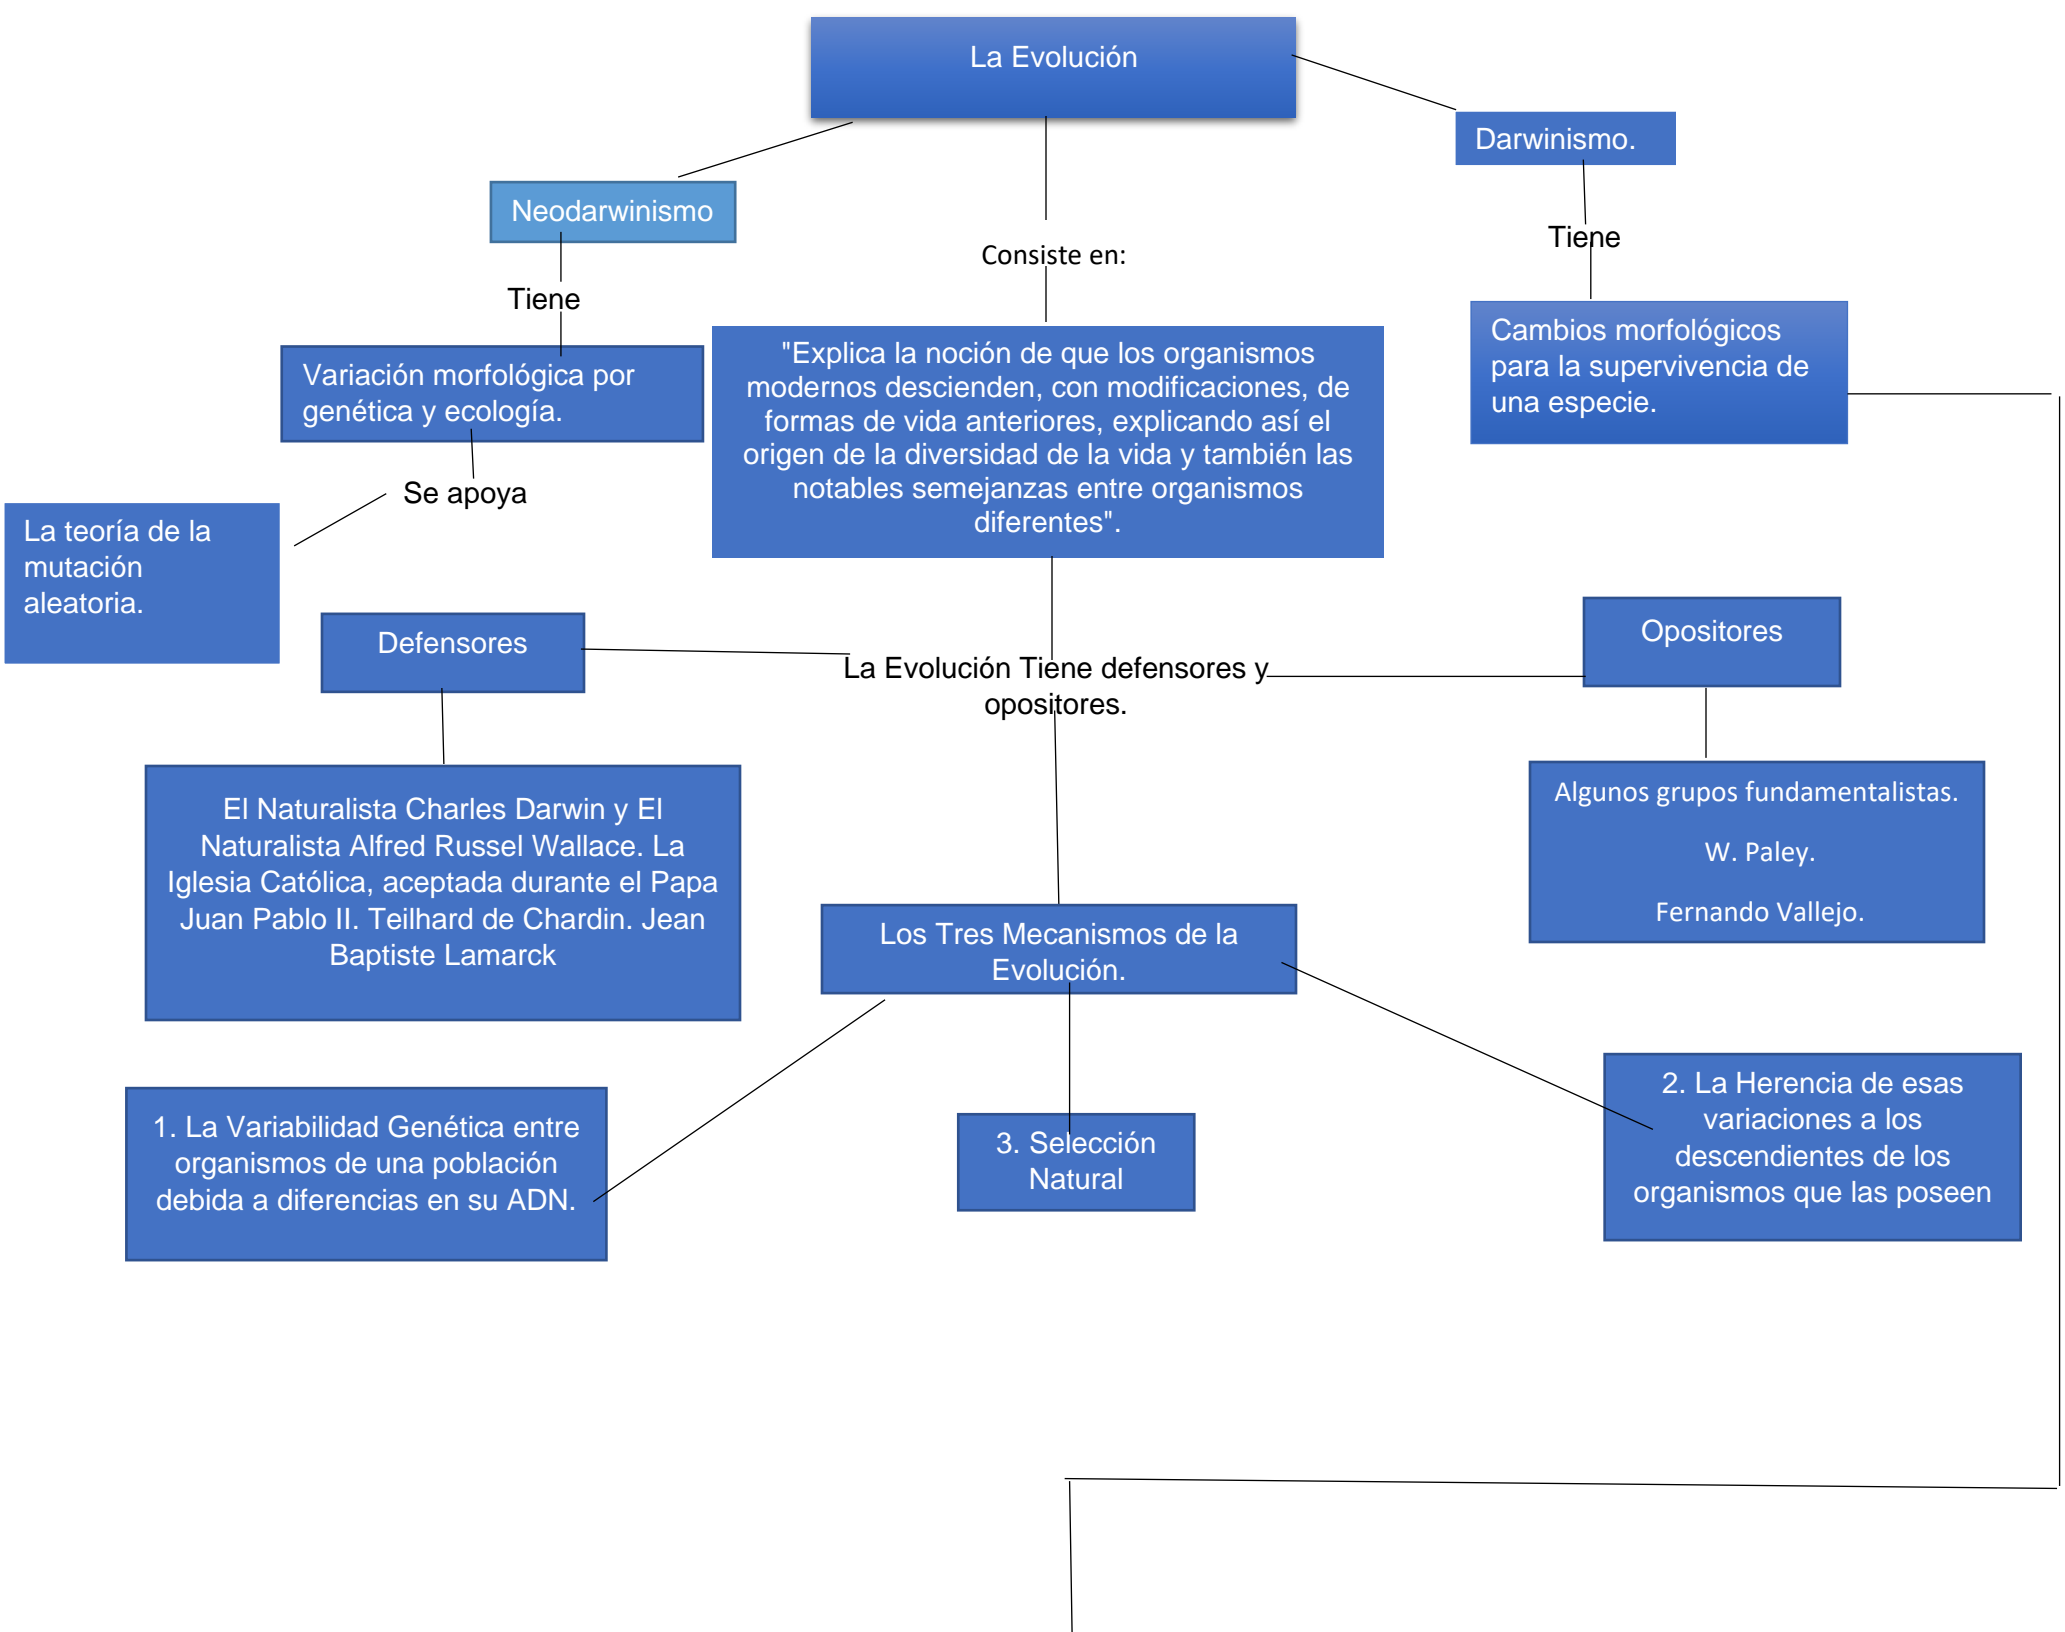 La Evolución
Darwinismo.
Neodarwinismo
Tiene
Consiste en:
Tiene
Cambios morfológicos
para la supervivencia de
una especie.
"Explica la noción de que los organismos
modernos descienden, con modificaciones, de
formas de vida anteriores, explicando así el
origen de la diversidad de la vida y también las
notables semejanzas entre organismos
diferentes".
Variación morfológica por
genética y ecología.
Se apoya
La teoría de la
mutación
aleatoria.
Defensores
Opositores
La Evolución Tiene defensores y
opositores.
El Naturalista Charles Darwin y El
Naturalista Alfred Russel Wallace. La
Iglesia Católica, aceptada durante el Papa
Juan Pablo II. Teilhard de Chardin. Jean
Baptiste Lamarck
Algunos grupos fundamentalistas.
W. Paley.
Fernando Vallejo.
Los Tres Mecanismos de la
Evolución.
1. La Variabilidad Genética entre
organismos de una población
debida a diferencias en su ADN.
3. Selección
Natural
2. La Herencia de esas
variaciones a los
descendientes de los
organismos que las poseen